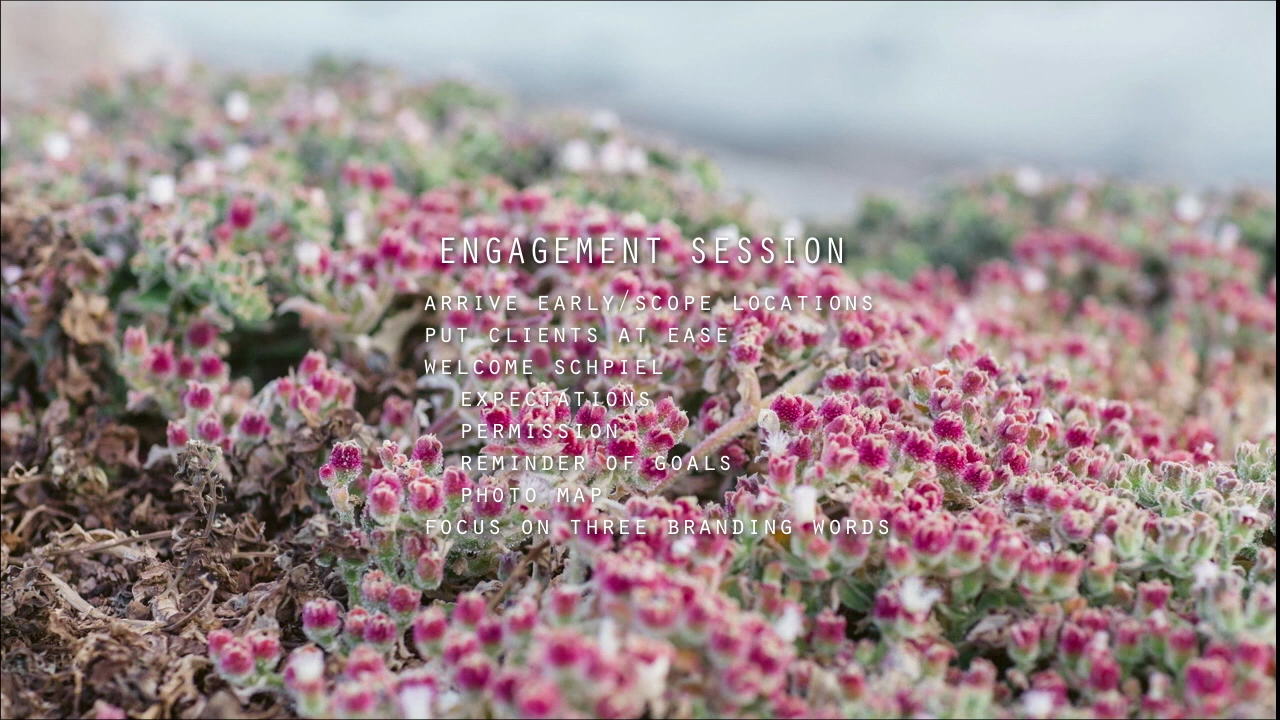 ENGAGEMENT SESSION
ARRIVE EARLY/SCOPE LOCATIONS
PUT CLIENTS AT EASE
WELCOME SCHPIEL
EXPECTATIONS
PERMISSION
REMINDER OF GOALS
PHOTO MAP
FOCUS ON THREE BRANDING WORDS